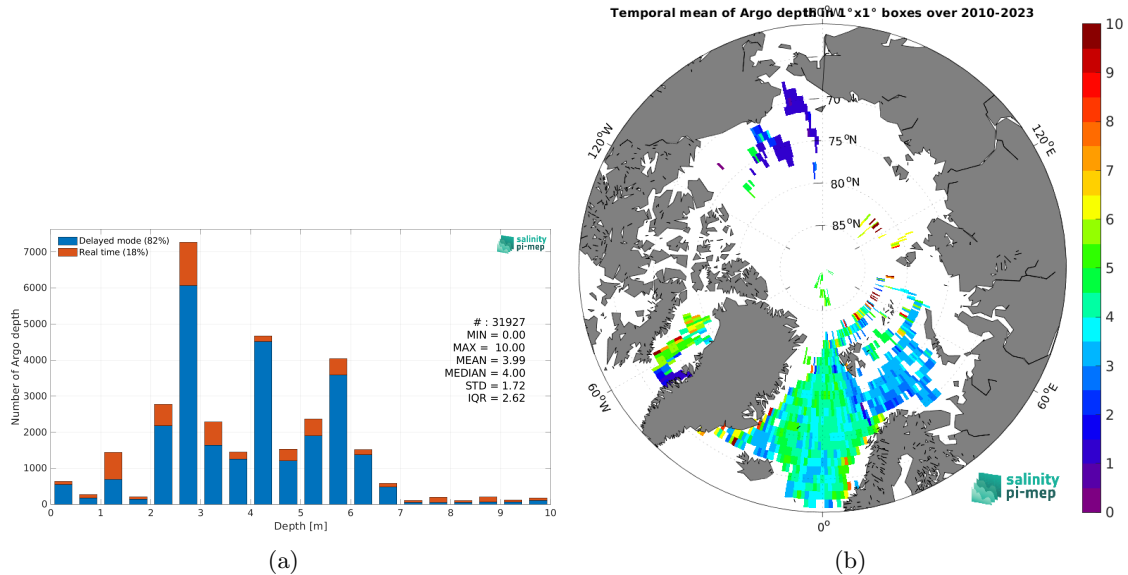 Temporal mean of Argo depth in 1°x1° boxes over 2010-2023
180°W
10
9
8
7
6
5
4
3
2
1
0
120°W
120°E
60°W
60°E
0°
70°N
75°N
80°N
85°N
salinity
pi-mep
Delayed mode (82%)
Real time (18%)
salinity
pi-mep
# : 31927
MIN = 0.00
MAX = 10.00
MEAN = 3.99
MEDIAN = 4.00
STD = 1.72
IQR = 2.62
Number of Argo depth
7000
6000
5000
4000
3000
2000
1000
0
0 1 2 3 4 5 6 7 8 9 10
Depth [m]
(a)
(b)